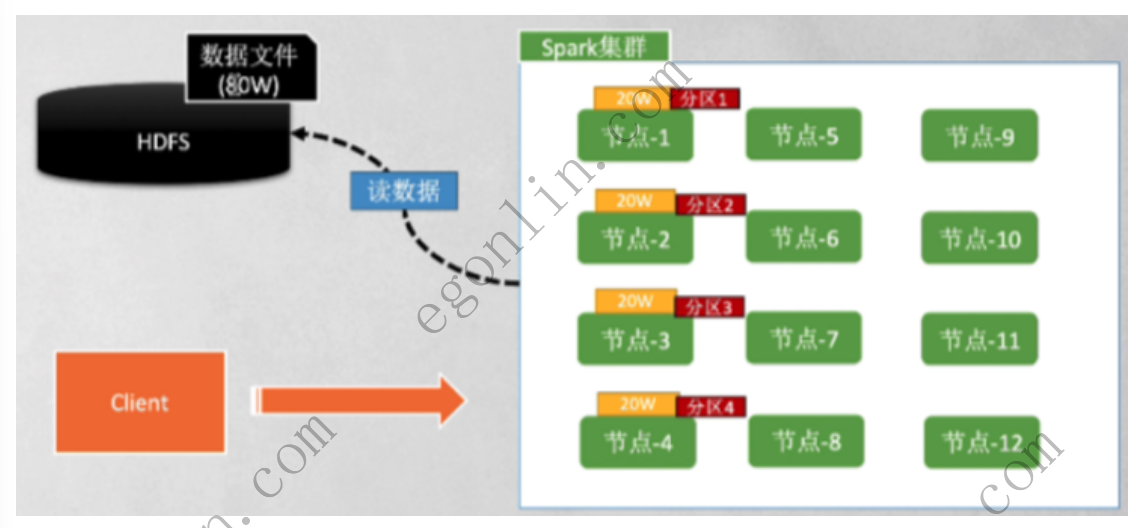 数据文件
(80W)
HDFS
读数据
Client
Spark集群
20W 分区1
节点-1
节点-5
节点-9
20W 分区2
节点-2
节点-6
节点-10
20W 分区3
节点-3
节点-7
节点-11
20W 分区4
节点-4
节点-8
节点-12
egonlin.com
n.com
com